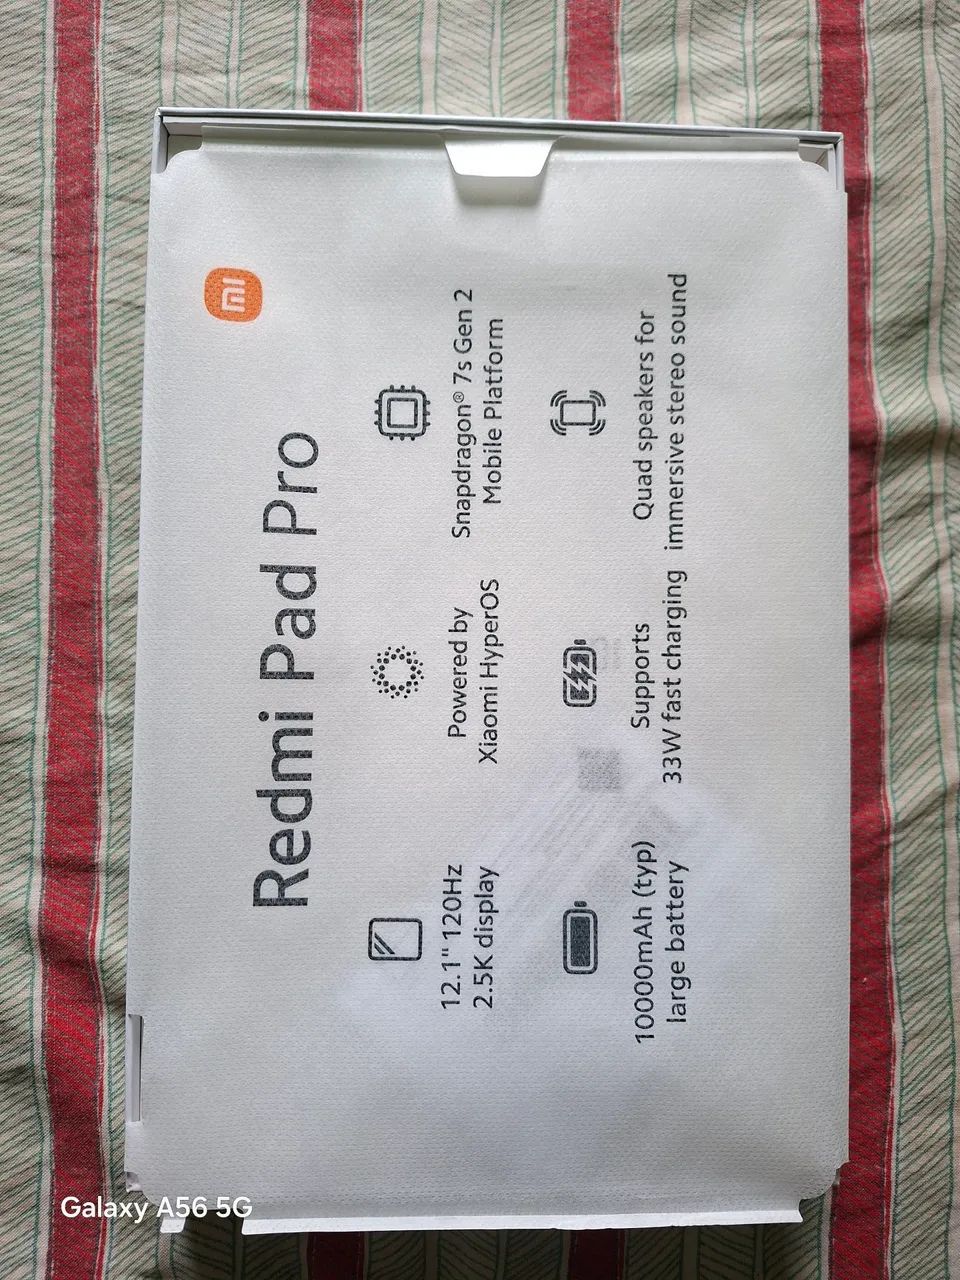 mi
Redmi Pad Pro
12.1" 120Hz
2.5K display
Powered by
Xiaomi HyperOS
Snapdragon® 7s Gen 2
Mobile Platform
10000mAh (typ)
large battery
Supports
33W fast charging
Quad speakers for
immersive stereo sound
Galaxy A56 5G